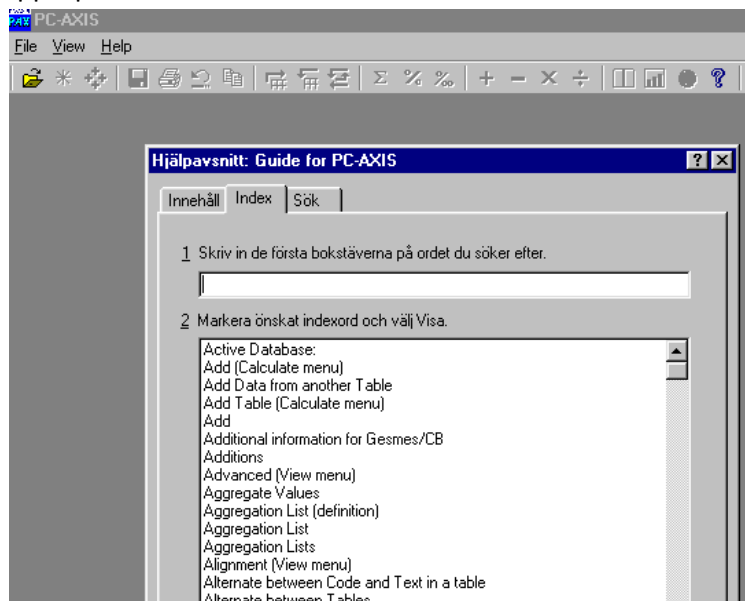 PC-AXIS
File View Help
Σ % ‰ + − × ÷ ?
Hjälpavsnitt: Guide for PC-AXIS
Innehåll Index Sök
1 Skriv in de första bokstäverna på ordet du söker efter.
2 Markera önskat indexord och välj Visa.
Active Database:
Add (Calculate menu)
Add Data from another Table
Add Table (Calculate menu)
Add
Additional information for Gesmes/CB
Additions
Advanced (View menu)
Aggregate Values
Aggregation List (definition)
Aggregation List
Aggregation Lists
Alignment (View menu)
Alternate between Code and Text in a table
Alternate between Tables